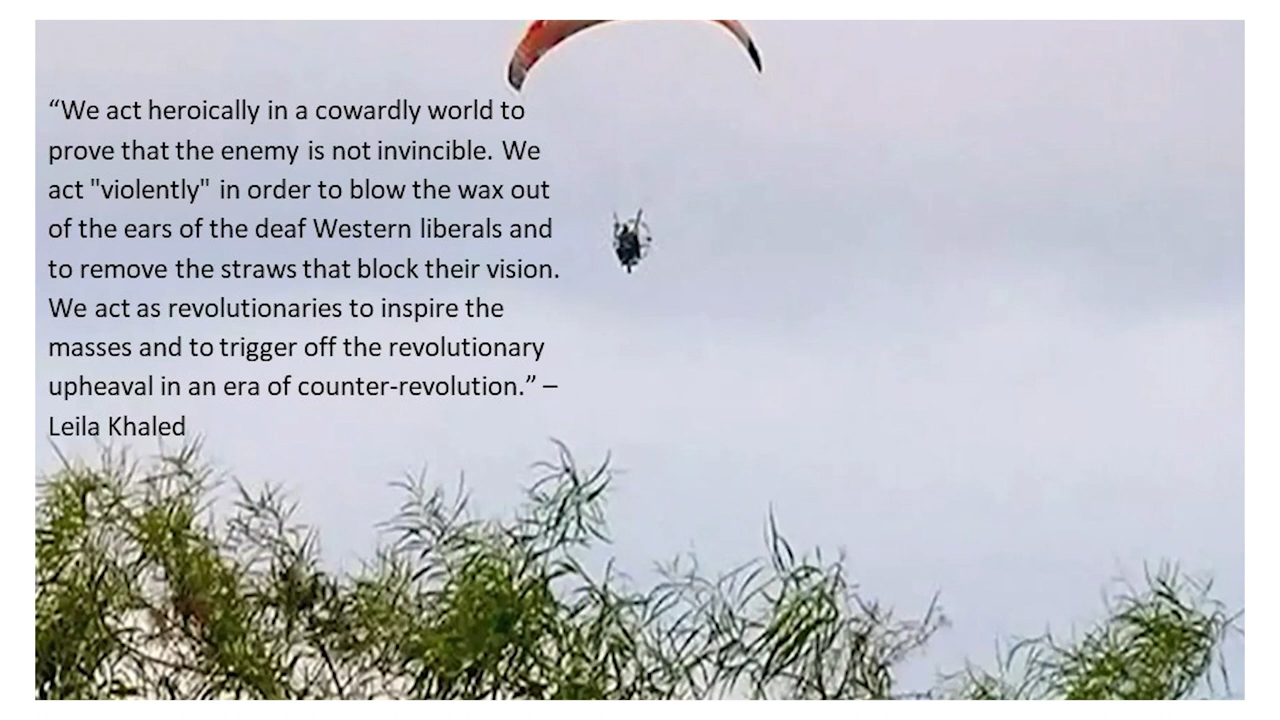 “We act heroically in a cowardly world to
prove that the enemy is not invincible. We
act "violently" in order to blow the wax out
of the ears of the deaf Western liberals and
to remove the straws that block their vision.
We act as revolutionaries to inspire the
masses and to trigger off the revolutionary
upheaval in an era of counter-revolution.” –
Leila Khaled